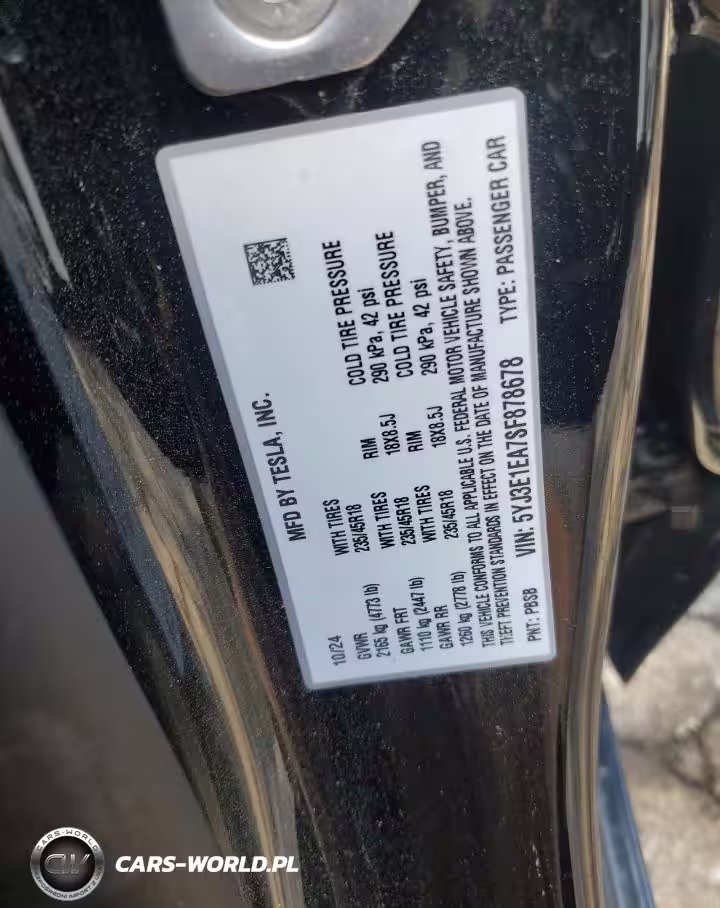 MFD BY TESLA, INC.
10/24
GVWR WITH TIRES RIM COLD TIRE PRESSURE
2165 kg (4773 lb) 235/45R18 18X8.5J 290 kPa, 42 psi
GAWR FRT WITH TIRES RIM COLD TIRE PRESSURE
1110 kg (2447 lb) 235/45R18 18X8.5J 290 kPa, 42 psi
GAWR RR WITH TIRES
1260 kg (2778 lb) 235/45R18
THIS VEHICLE CONFORMS TO ALL APPLICABLE U.S. FEDERAL MOTOR VEHICLE SAFETY, BUMPER, AND
THEFT PREVENTION STANDARDS IN EFFECT ON THE DATE OF MANUFACTURE SHOWN ABOVE.
PNT: PBSB VIN: 5YJ3E1EA7SF878678 TYPE: PASSENGER CAR
CARS-WORLD
CW
CARS-WORLD.PL